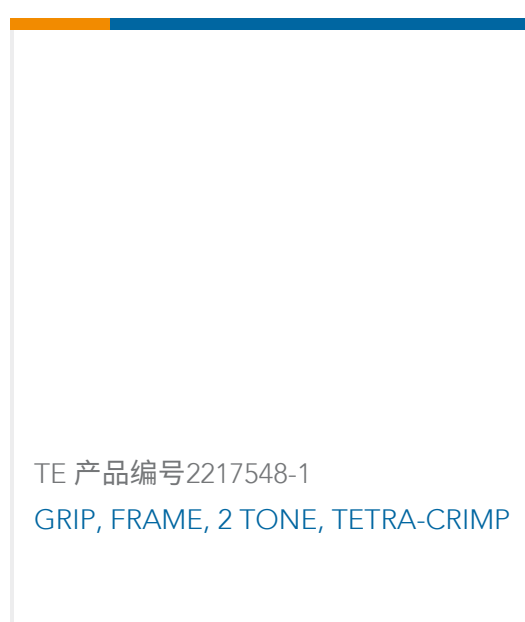 TE 产品编号2217548-1
GRIP, FRAME, 2 TONE, TETRA-CRIMP